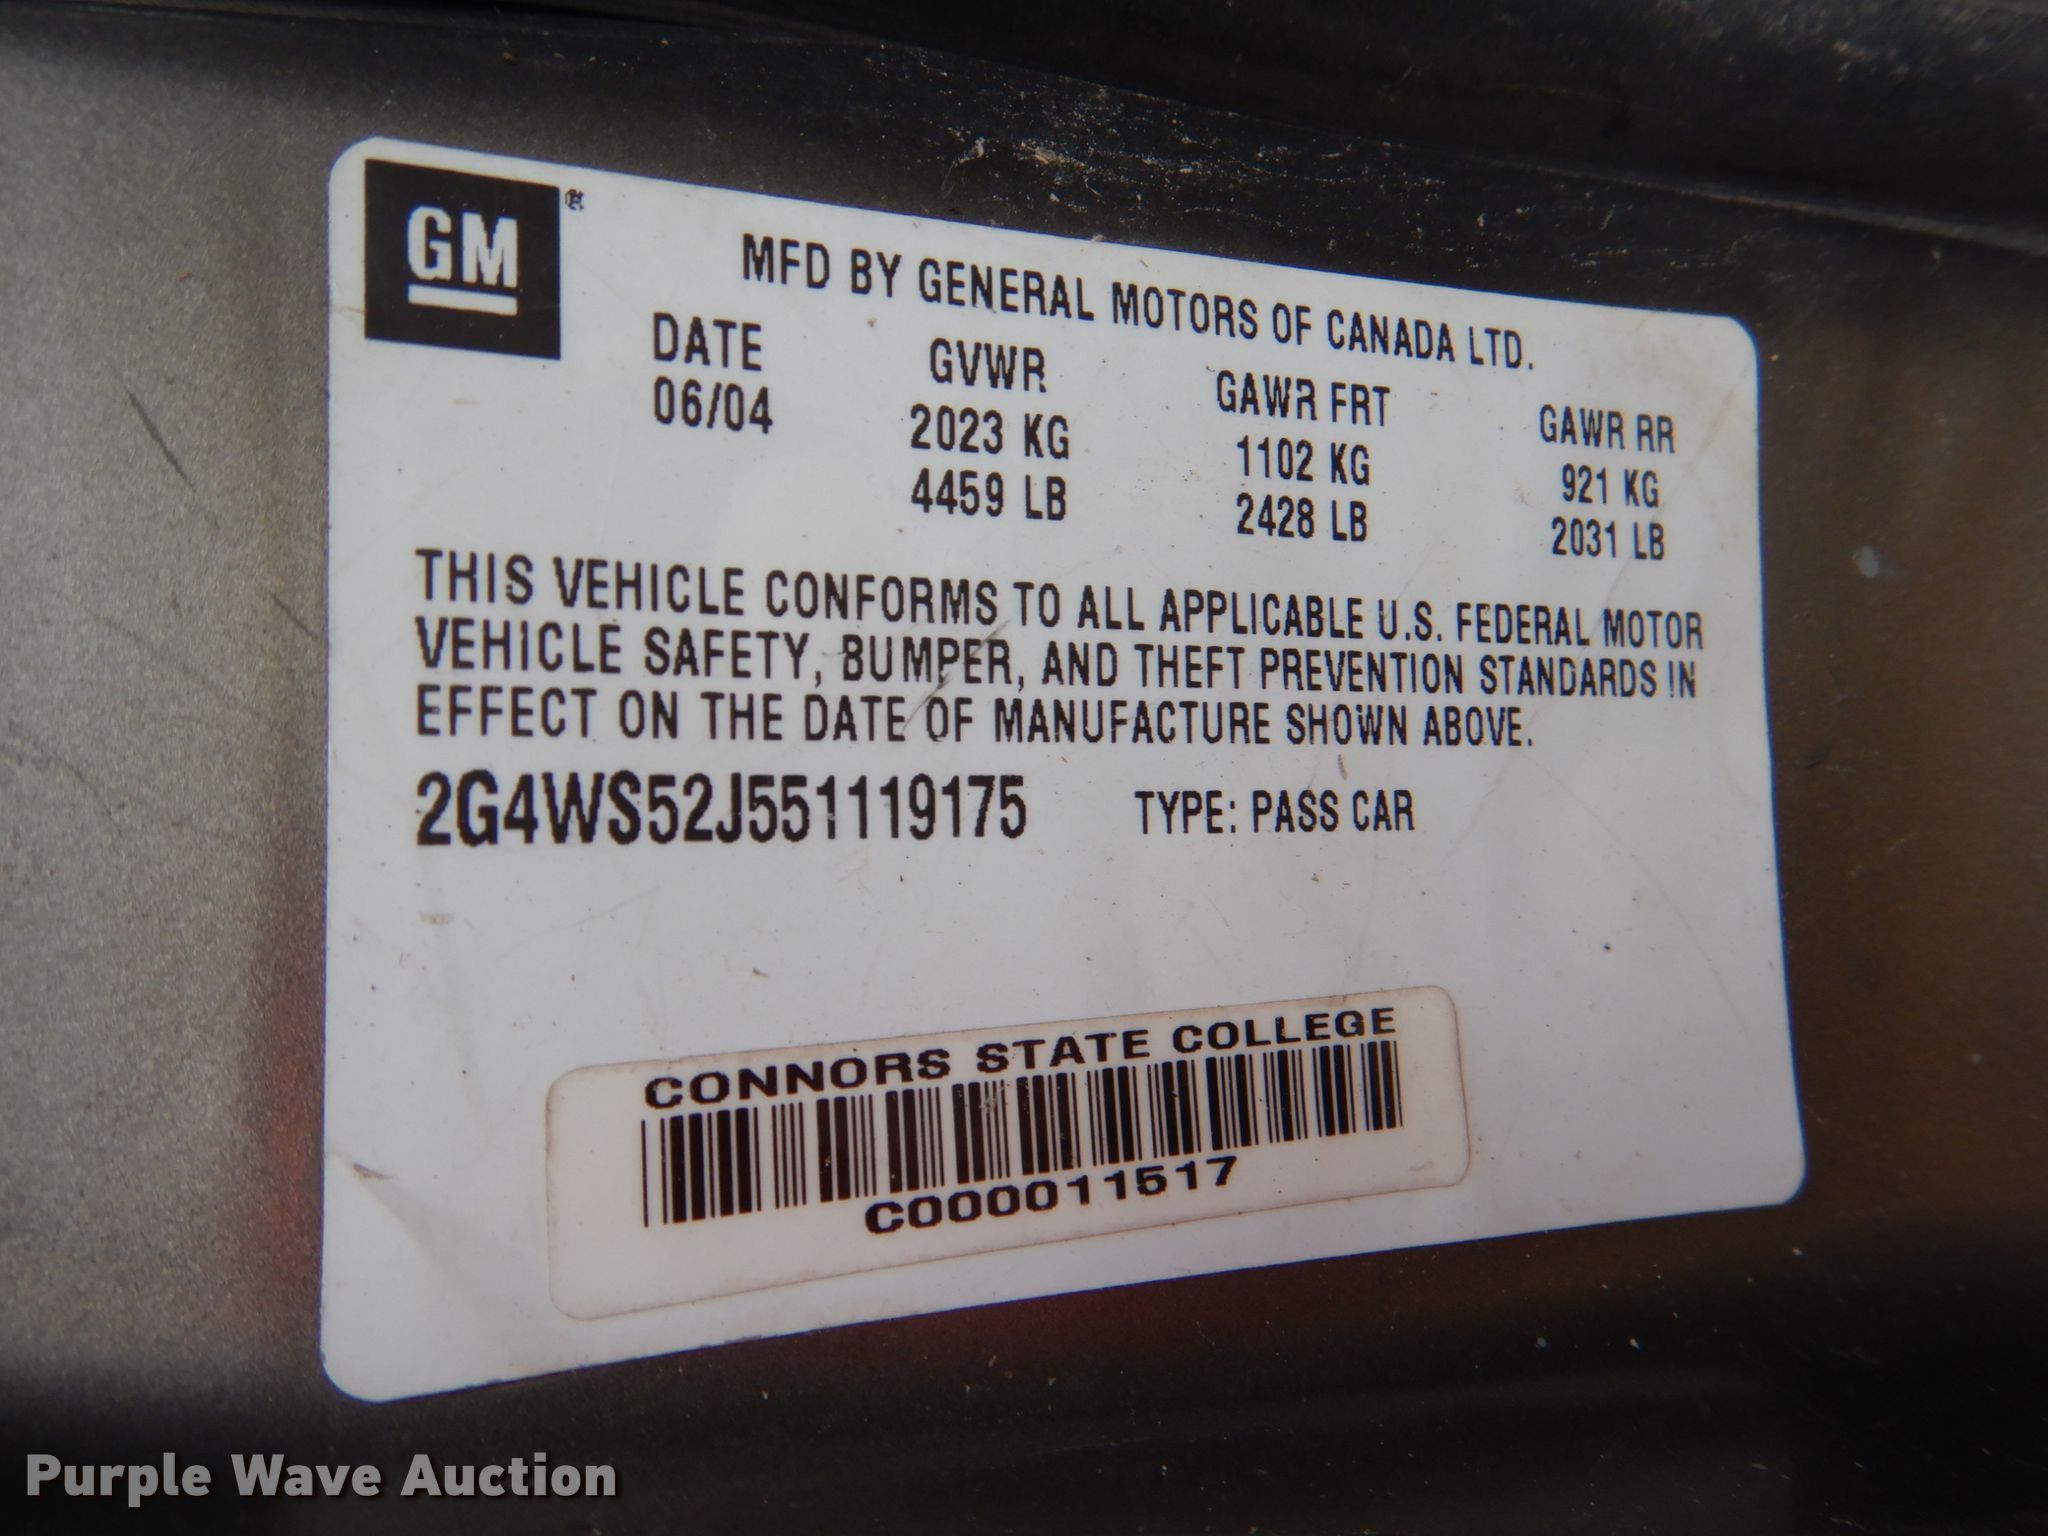 GM®
MFD BY GENERAL MOTORS OF CANADA LTD.
DATE GVWR GAWR FRT GAWR RR
06/04 2023 KG 1102 KG 921 KG
4459 LB 2428 LB 2031 LB
THIS VEHICLE CONFORMS TO ALL APPLICABLE U.S. FEDERAL MOTOR
VEHICLE SAFETY, BUMPER, AND THEFT PREVENTION STANDARDS IN
EFFECT ON THE DATE OF MANUFACTURE SHOWN ABOVE.
2G4WS52J551119175 TYPE: PASS CAR
CONNORS STATE COLLEGE
C000011517
Purple Wave Auction